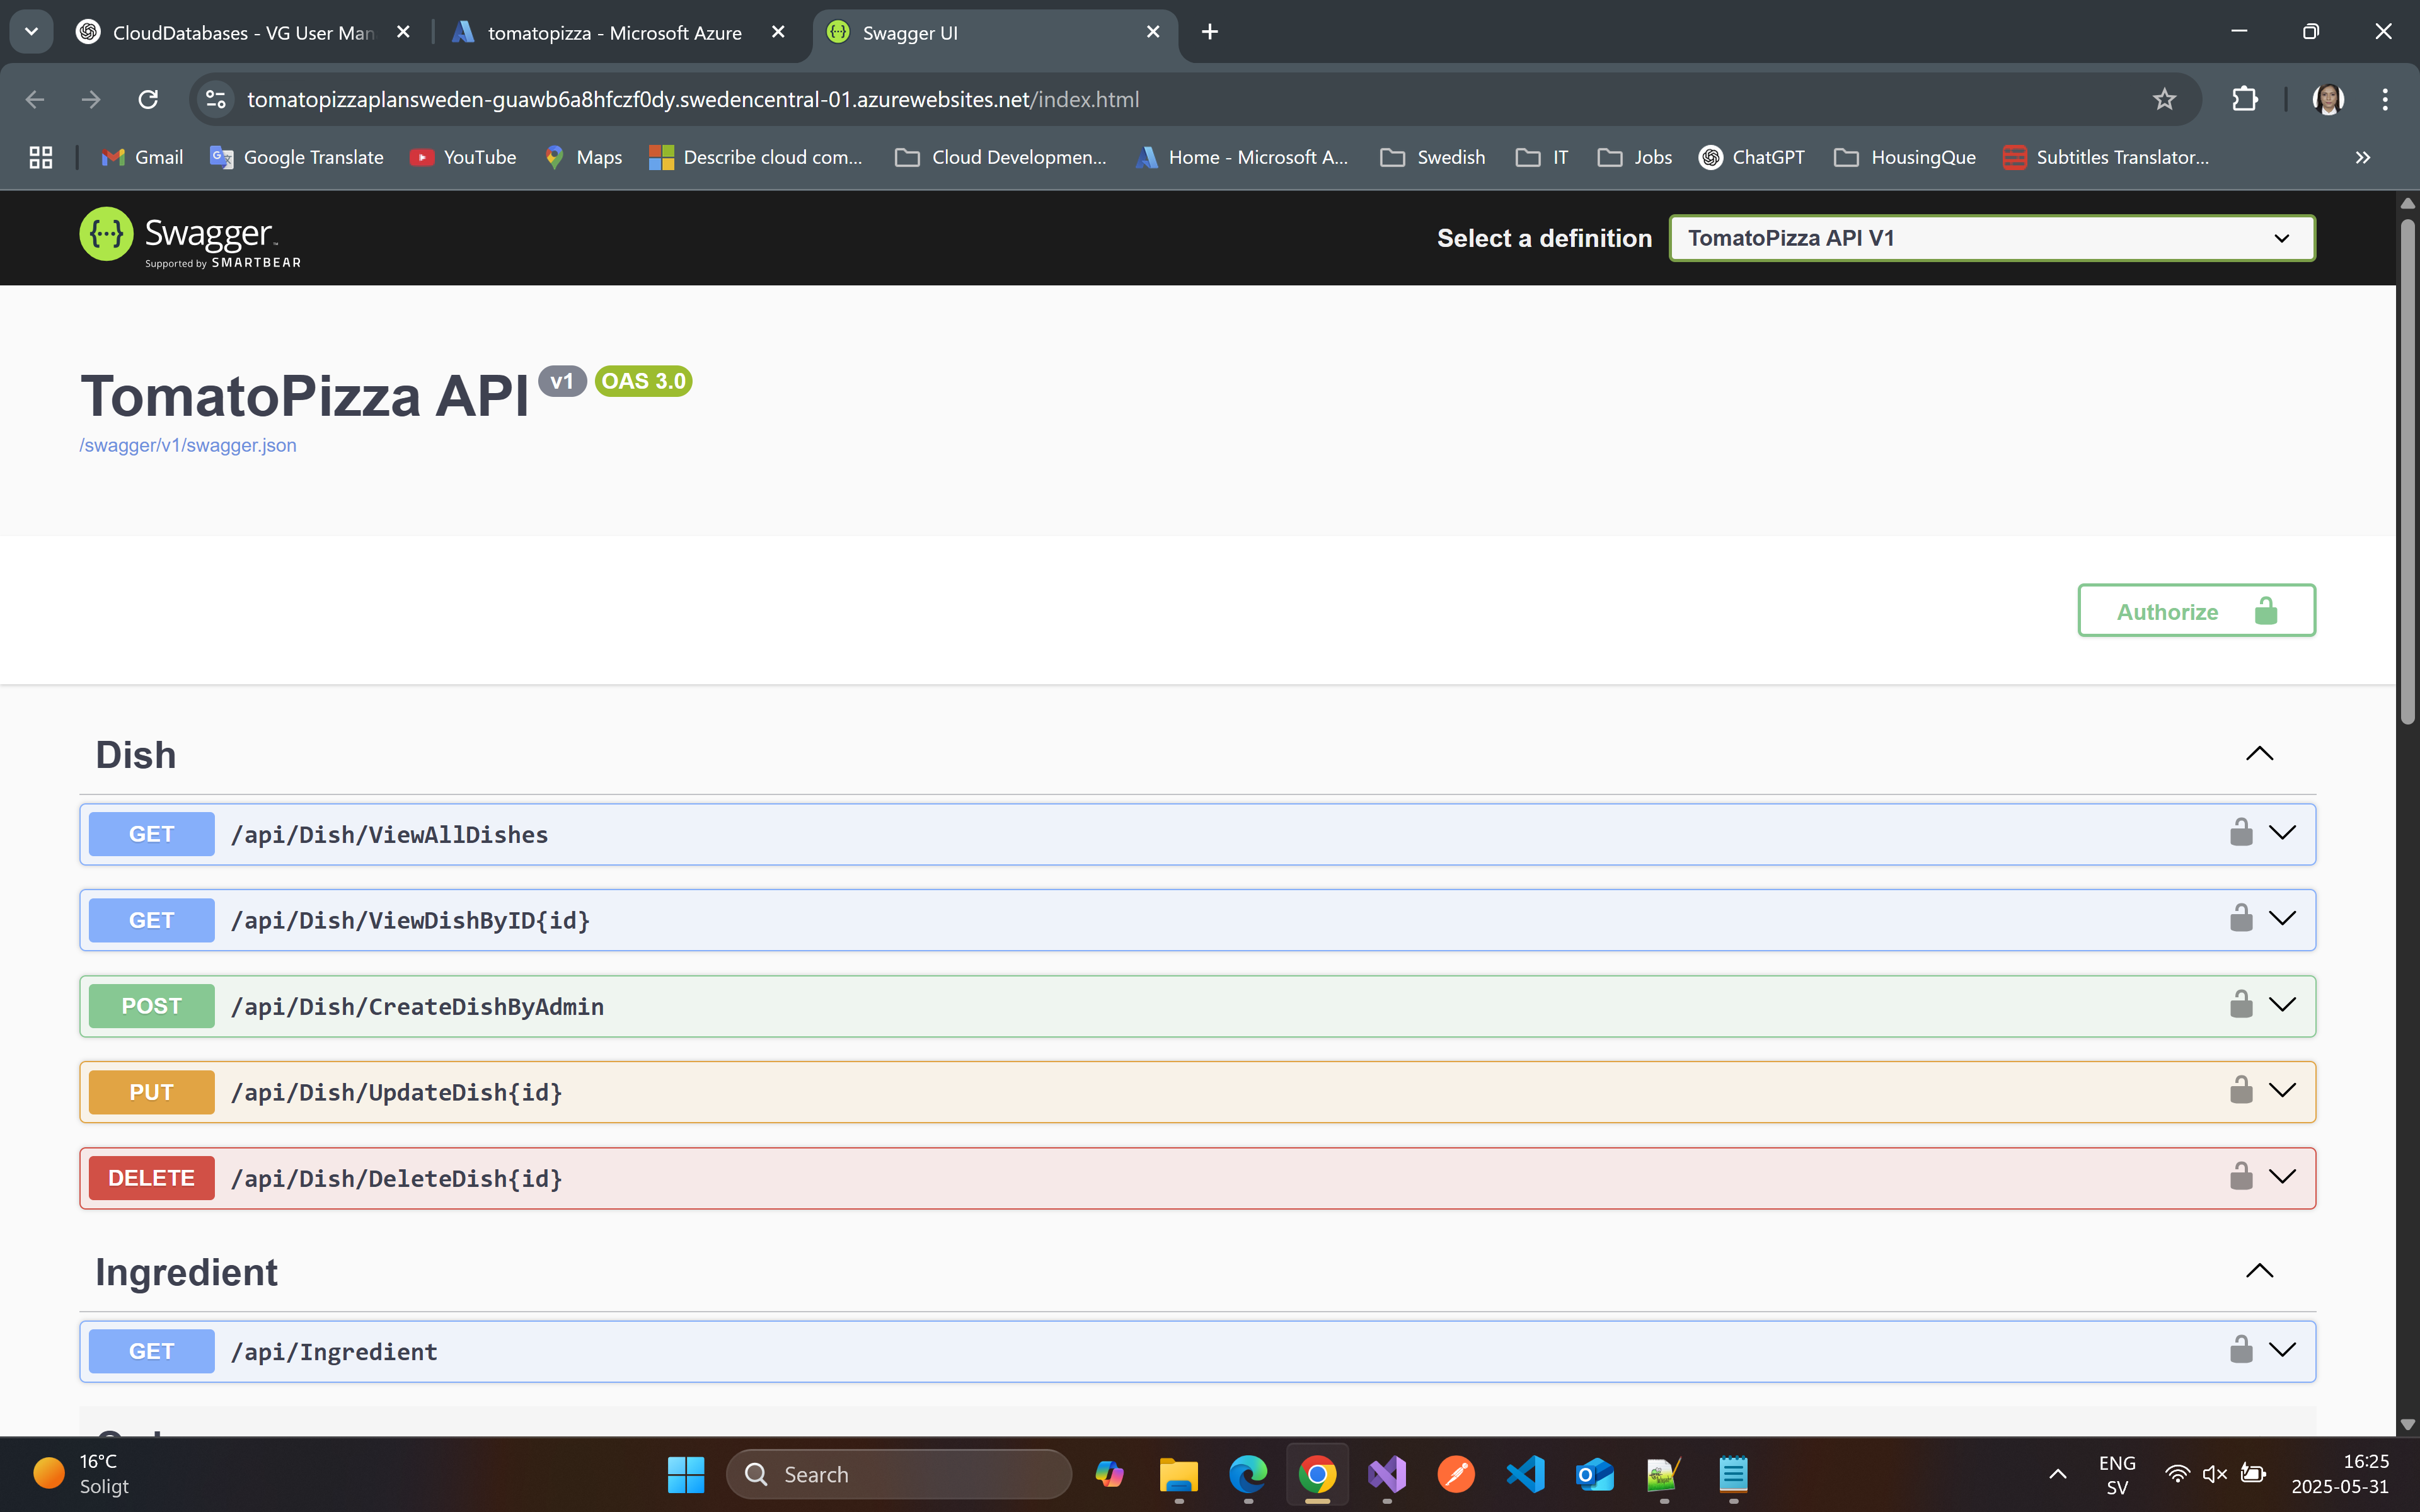 CloudDatabases - VG User Man
tomatopizza - Microsoft Azure
Swagger UI
tomatopizzaplansweden-guawb6a8hfczf0dy.swedencentral-01.azurewebsites.net/index.html
Gmail
Google Translate
YouTube
Maps
Describe cloud com...
Cloud Developmen...
Home - Microsoft A...
Swedish
IT
Jobs
ChatGPT
HousingQue
Subtitles Translator...
Swagger
Supported by SMARTBEAR
Select a definition
TomatoPizza API V1
TomatoPizza API v1 OAS 3.0
/swagger/v1/swagger.json
Authorize
Dish
GET /api/Dish/ViewAllDishes
GET /api/Dish/ViewDishByID{id}
POST /api/Dish/CreateDishByAdmin
PUT /api/Dish/UpdateDish{id}
DELETE /api/Dish/DeleteDish{id}
Ingredient
GET /api/Ingredient
16°C
Soligt
Search
ENG
SV
16:25
2025-05-31